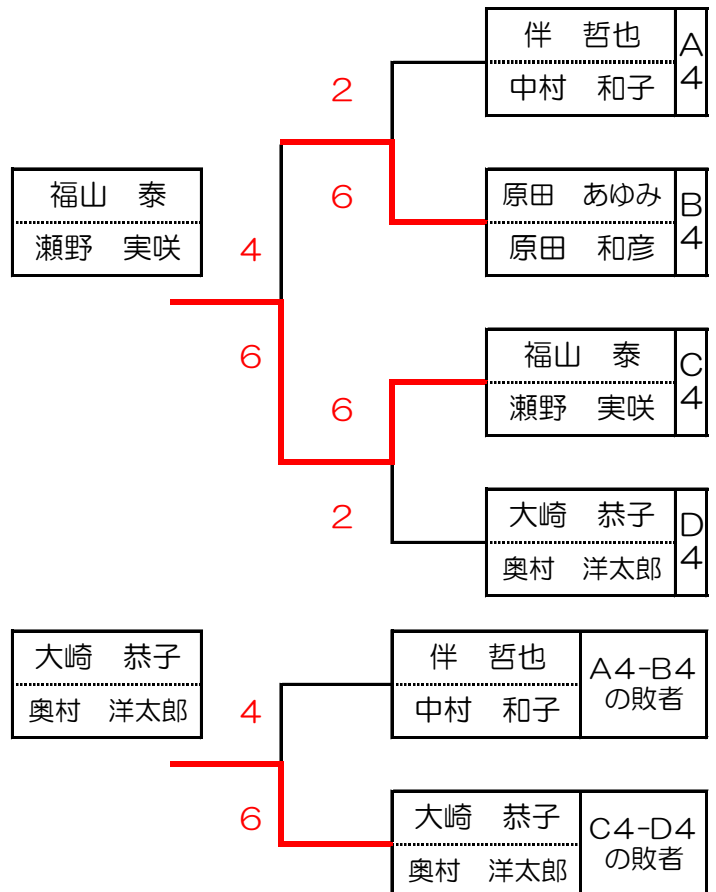 伴　哲也
中村　和子
A
4
2
6
原田　あゆみ
原田　和彦
B
4
福山　泰
瀬野　実咲
4
6
福山　泰
瀬野　実咲
C
4
6
2
大崎　恭子
奥村　洋太郎
D
4
大崎　恭子
奥村　洋太郎
4
6
伴　哲也
中村　和子
A4-B4
の敗者
大崎　恭子
奥村　洋太郎
C4-D4
の敗者